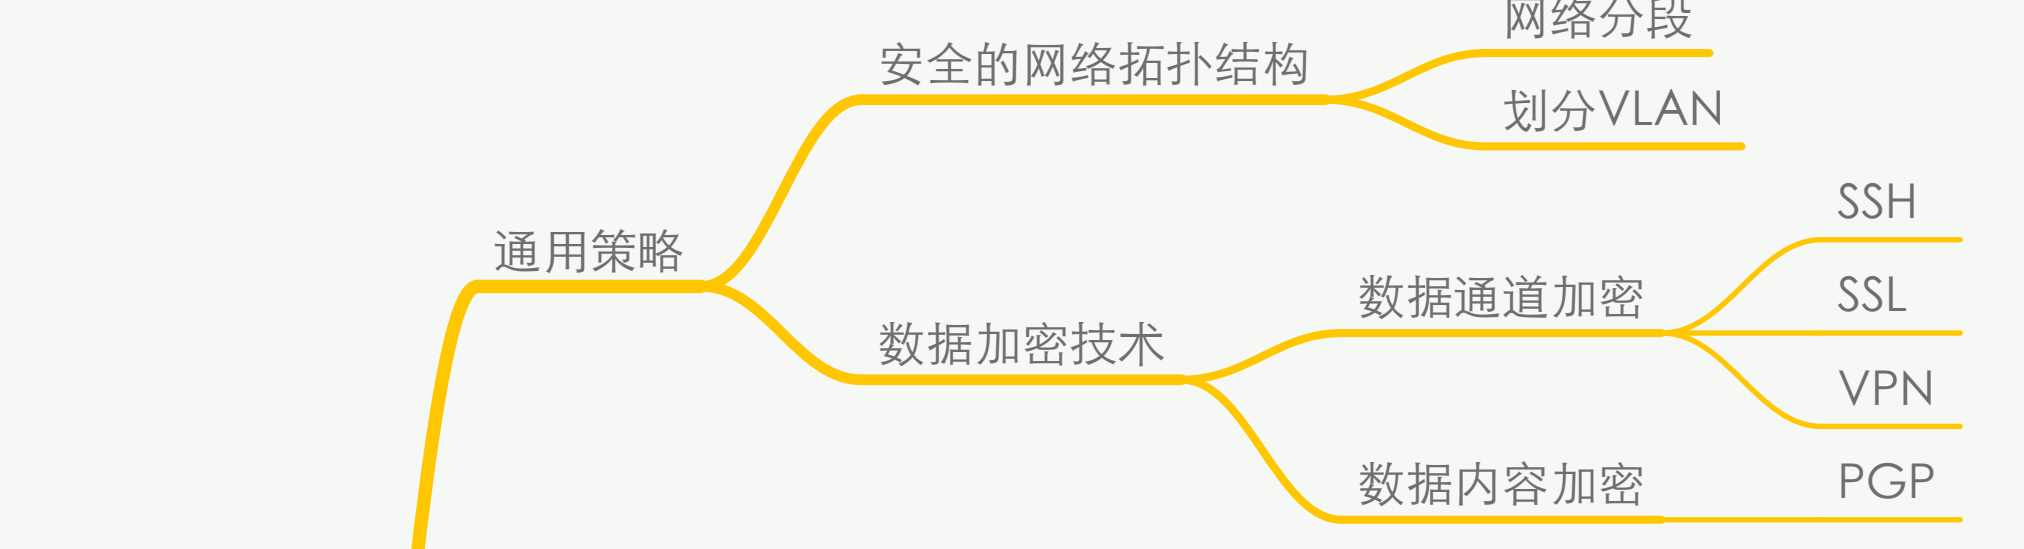 网络分段
安全的网络拓扑结构
划分VLAN
通用策略
SSH
数据通道加密
SSL
数据加密技术
VPN
数据内容加密
PGP